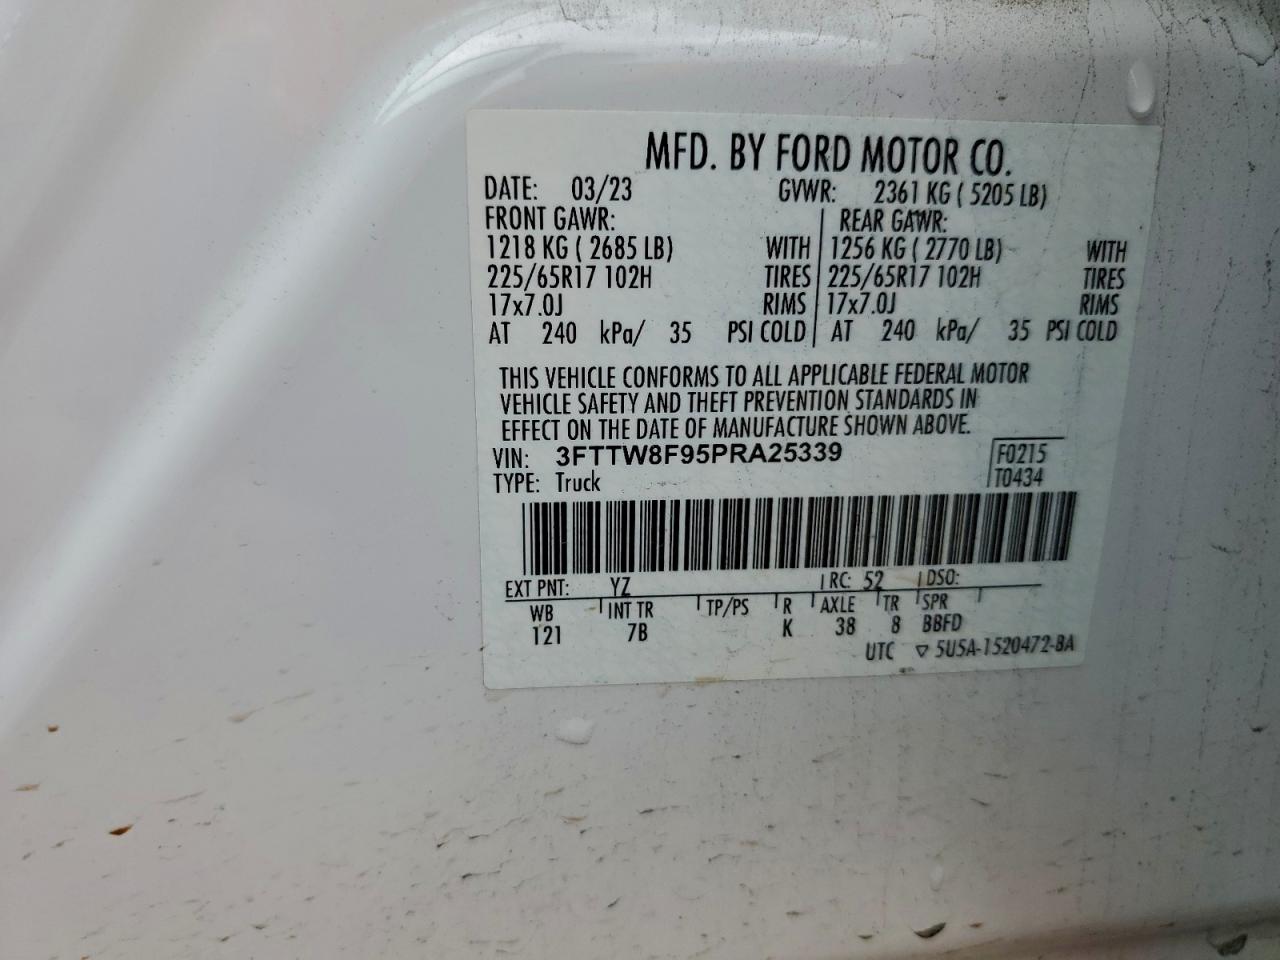 MFD. BY FORD MOTOR CO.
DATE: 03/23 GVWR: 2361 KG ( 5205 LB)
FRONT GAWR: REAR GAWR:
1218 KG ( 2685 LB) WITH 1256 KG ( 2770 LB) WITH
225/65R17 102H TIRES 225/65R17 102H TIRES
17x7.0J RIMS 17x7.0J RIMS
AT 240 kPa/ 35 PSI COLD AT 240 kPa/ 35 PSI COLD
THIS VEHICLE CONFORMS TO ALL APPLICABLE FEDERAL MOTOR
VEHICLE SAFETY AND THEFT PREVENTION STANDARDS IN
EFFECT ON THE DATE OF MANUFACTURE SHOWN ABOVE.
VIN: 3FTTW8F95PRA25339 F0215
TYPE: Truck T0434
EXT PNT: YZ RC: 52 DSO:
WB INT TR TP/PS R AXLE TR SPR
121 7B K 38 8 BBFD
UTC ▽ 5U5A-1520472-BA